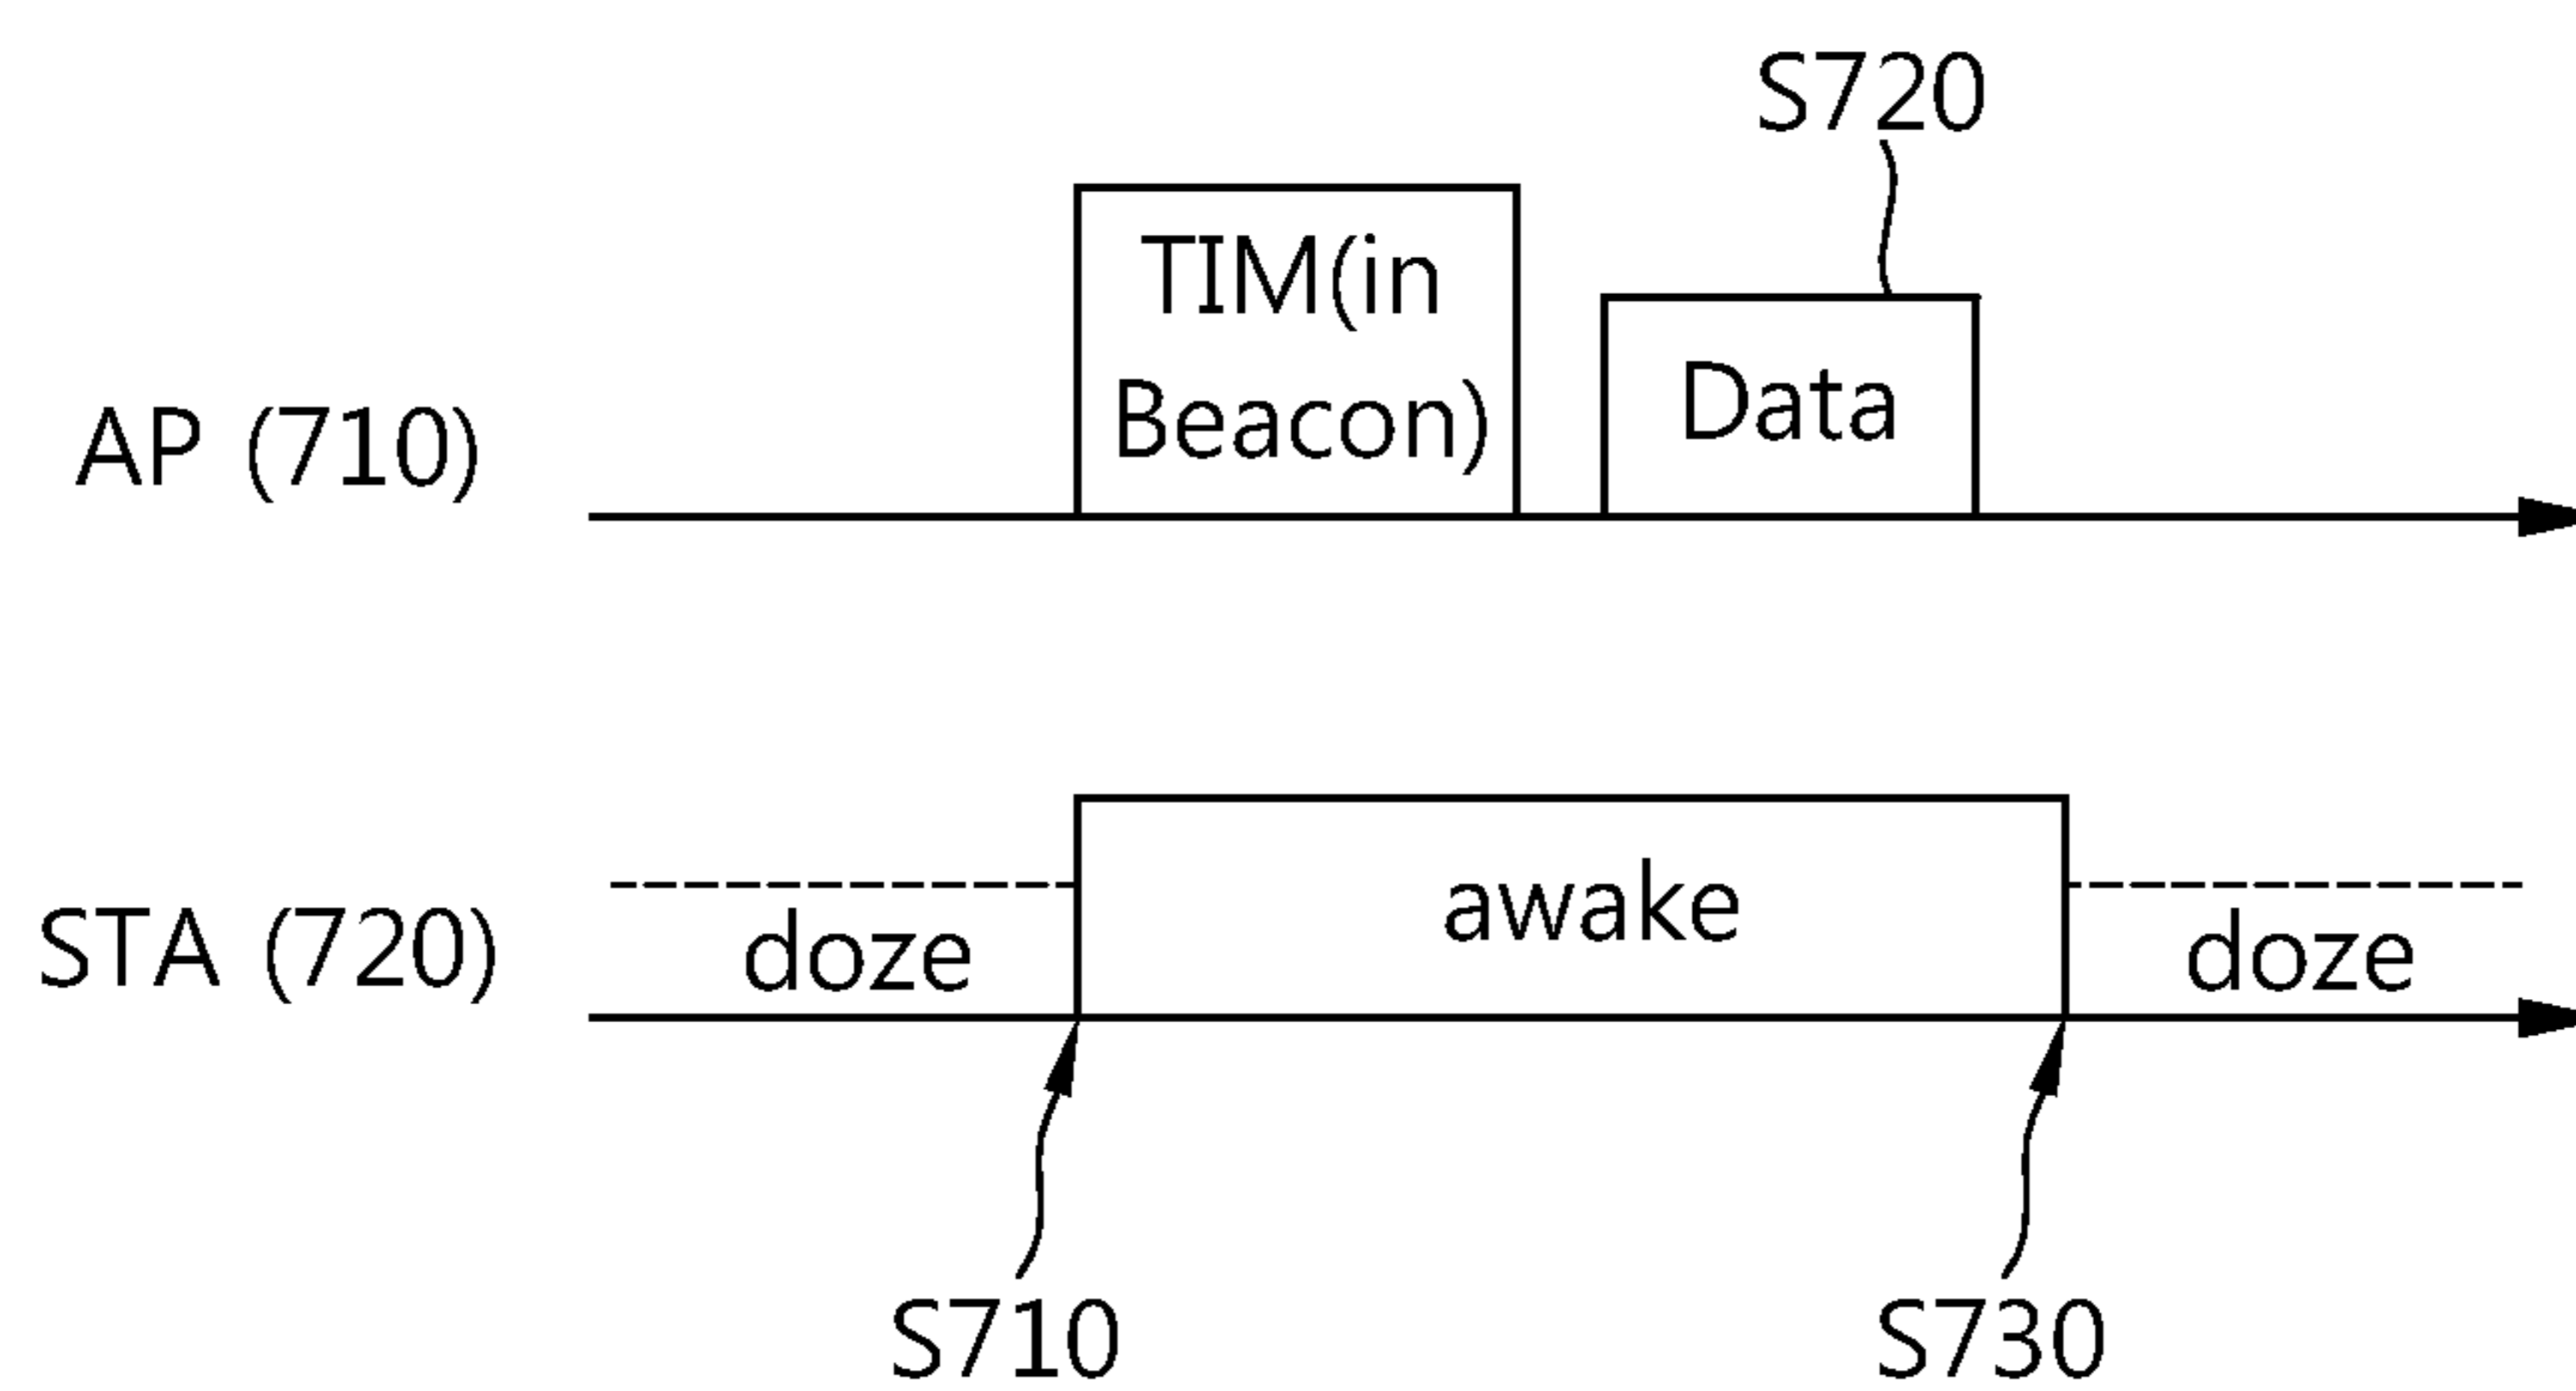 S720
TIM(in
Beacon)
Data
AP (710)
awake
STA (720)
doze
doze
S710
S730